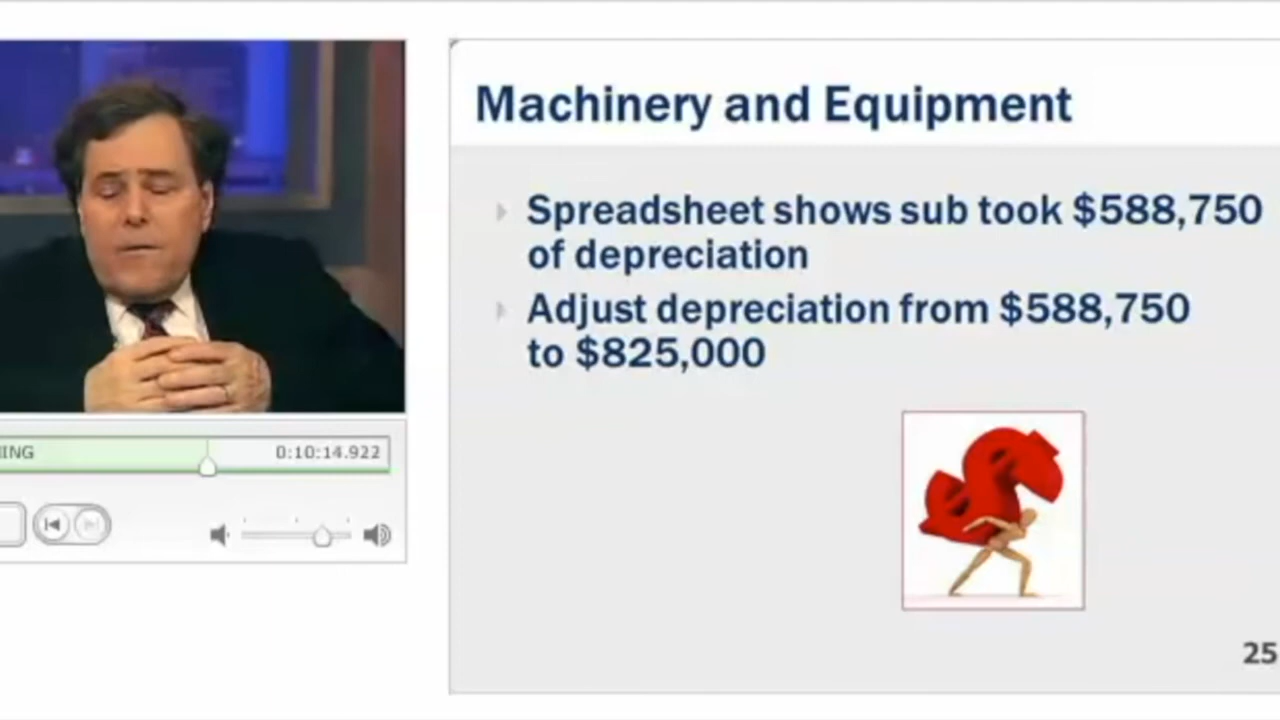 Machinery and Equipment
Spreadsheet shows sub took $588,750
of depreciation
Adjust depreciation from $588,750
to $825,000
ING
0:10:14.922
25